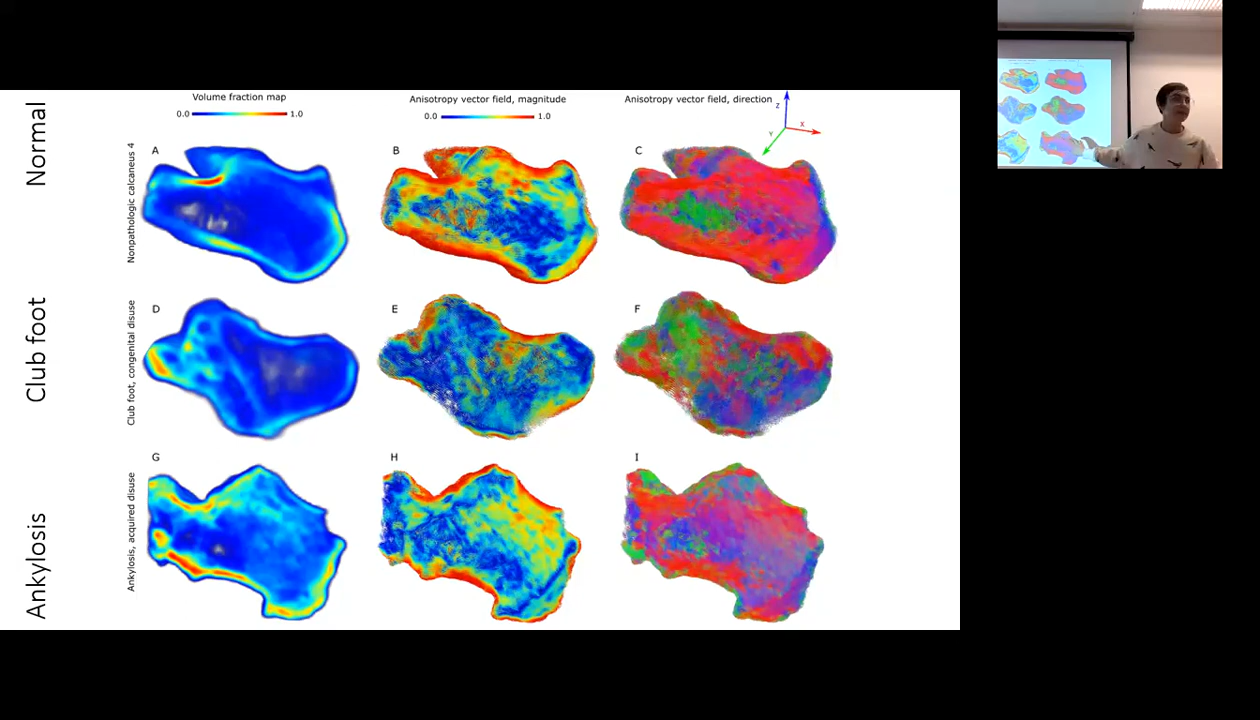 Volume fraction map
0.0 1.0
Anisotropy vector field, magnitude
0.0 1.0
Anisotropy vector field, direction
Z
X
Y
Normal
Nonpathologic calcaneus 4
A
B
C
Club foot
Club foot, congenital disuse
D
E
F
Ankylosis
Ankylosis, acquired disuse
G
H
I